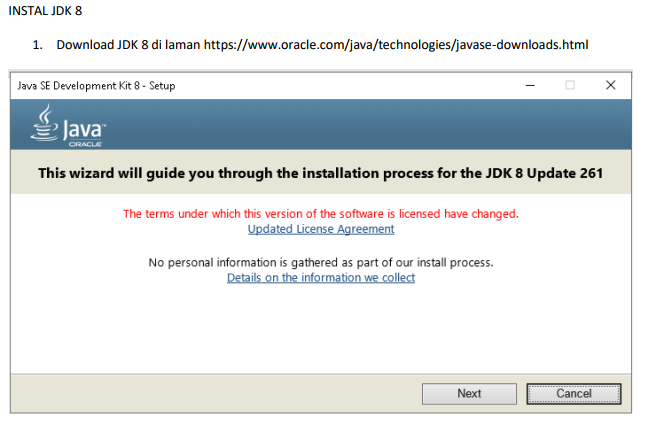 INSTAL JDK 8
1. Download JDK 8 di laman https://www.oracle.com/java/technologies/javase-downloads.html
Java SE Development Kit 8 - Setup
Java™
ORACLE
This wizard will guide you through the installation process for the JDK 8 Update 261
The terms under which this version of the software is licensed have changed.
Updated License Agreement
No personal information is gathered as part of our install process.
Details on the information we collect
Next
Cancel